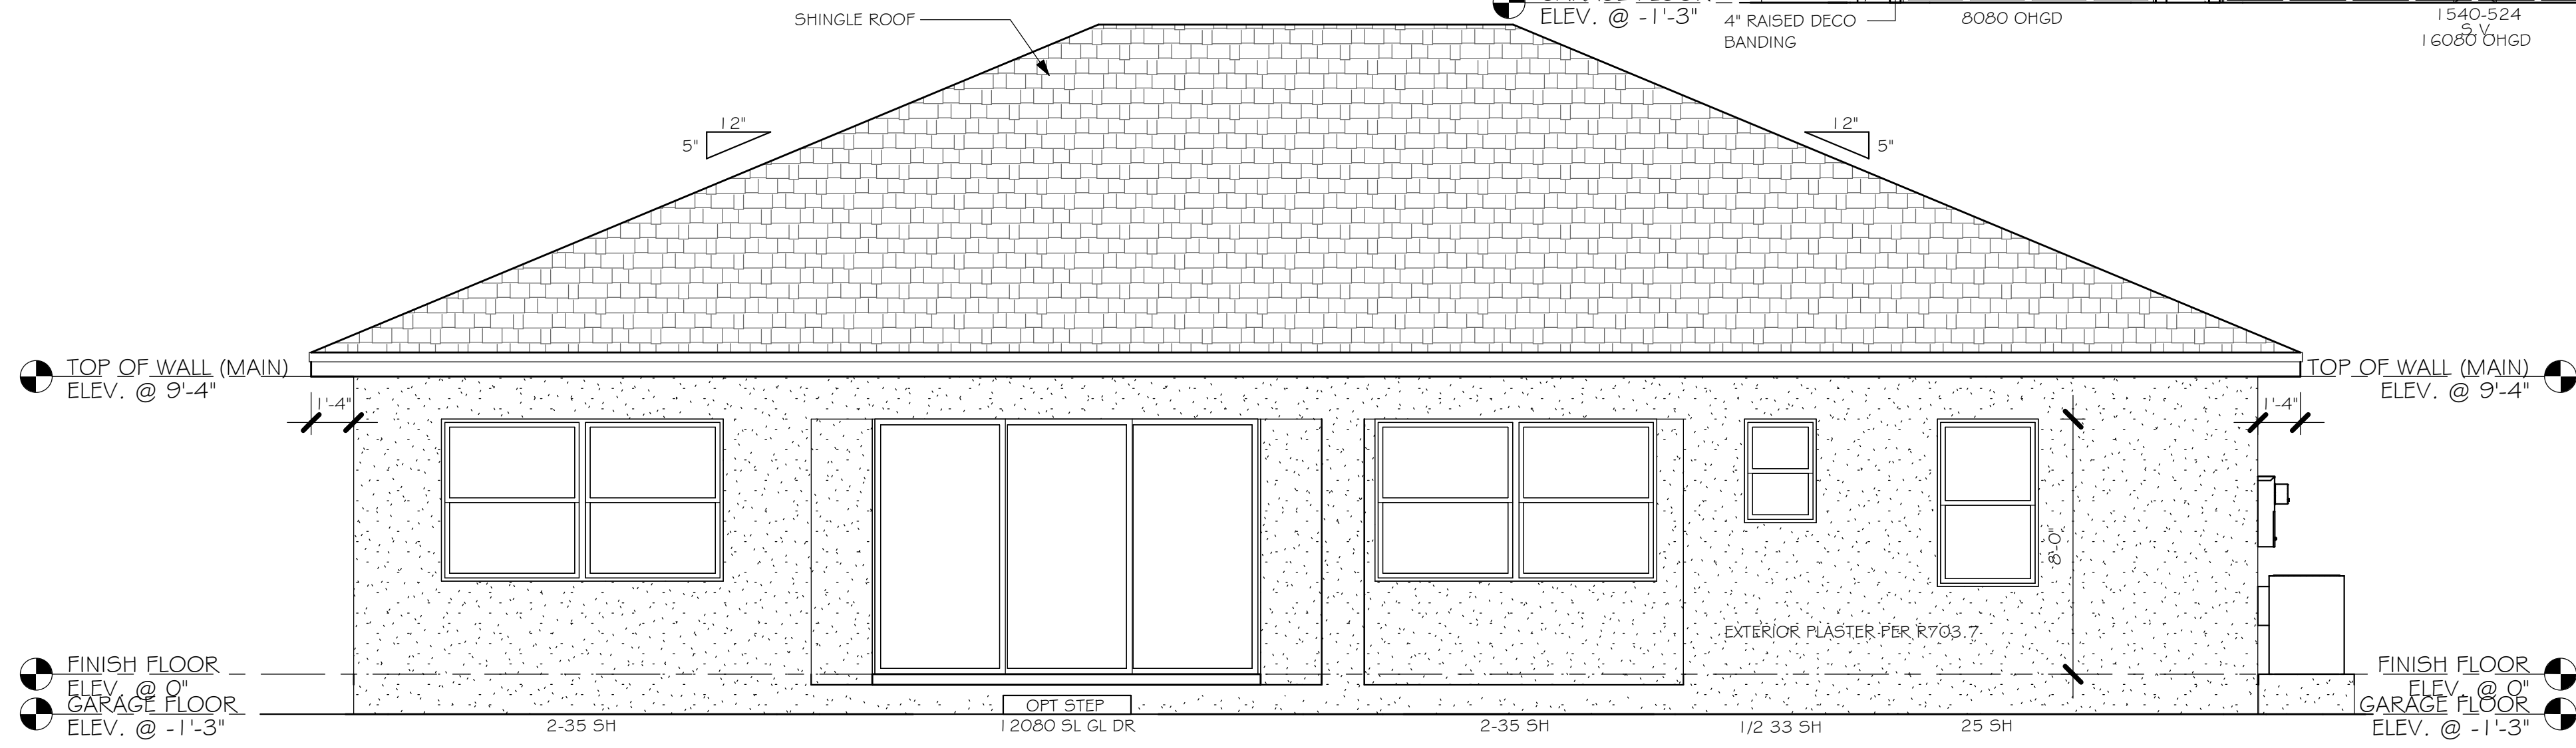 SHINGLE ROOF
ELEV. @ -1'-3"
4" RAISED DECO
BANDING
8080 OHGD
1540-524
S.V.
16080 OHGD
12"
5"
12"
5"
TOP OF WALL (MAIN)
ELEV. @ 9'-4"
TOP OF WALL (MAIN)
ELEV. @ 9'-4"
1'-4"
1'-4"
8'-0"
EXTERIOR PLASTER PER R703.7
FINISH FLOOR
ELEV. @ 0"
GARAGE FLOOR
ELEV. @ -1'-3"
FINISH FLOOR
ELEV. @ 0"
GARAGE FLOOR
ELEV. @ -1'-3"
OPT STEP
2-35 SH
12080 SL GL DR
2-35 SH
1/2 33 SH
25 SH